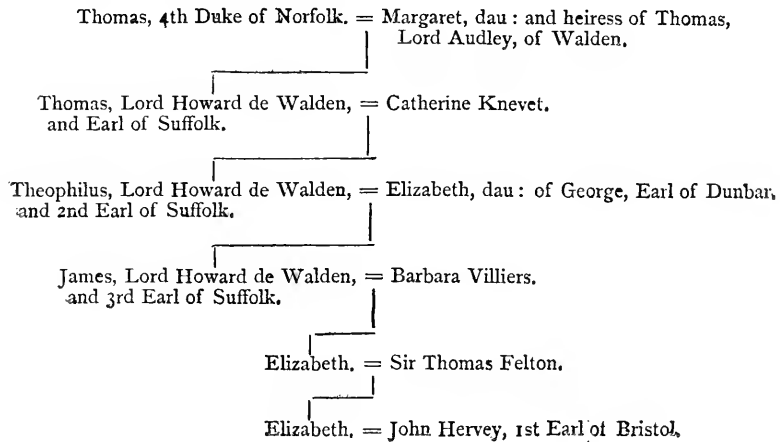 Thomas, 4th Duke of Norfolk. = Margaret, dau : and heiress of Thomas,
Lord Audley, of Walden.
Thomas, Lord Howard de Walden, = Catherine Knevet.
and Earl of Suffolk.
Theophilus, Lord Howard de Walden, = Elizabeth, dau : of George, Earl of Dunbar.
and 2nd Earl of Suffolk.
James, Lord Howard de Walden, = Barbara Villiers.
and 3rd Earl of Suffolk.
Elizabeth. = Sir Thomas Felton.
Elizabeth. = John Hervey, 1st Earl of Bristol.